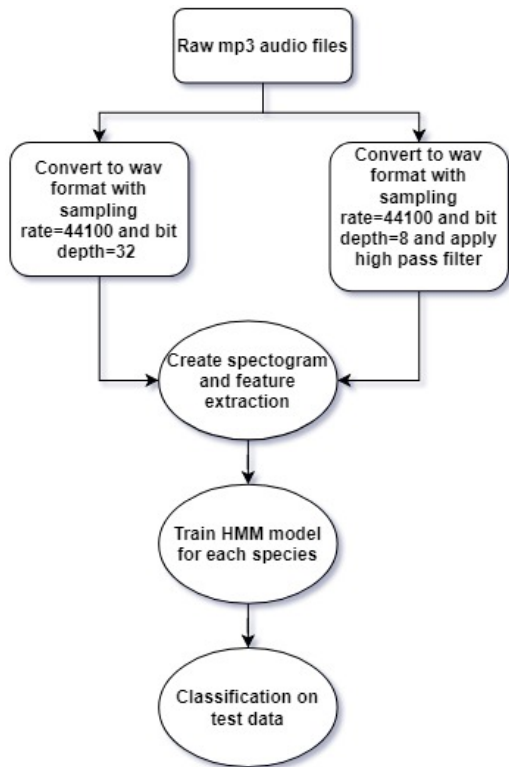 Raw mp3 audio files
Convert to wav
format with
sampling
rate=44100 and bit
depth=32
Convert to wav
format with
sampling
rate=44100 and bit
depth=8 and apply
high pass filter
Create spectogram
and feature
extraction
Train HMM model
for each species
Classification on
test data